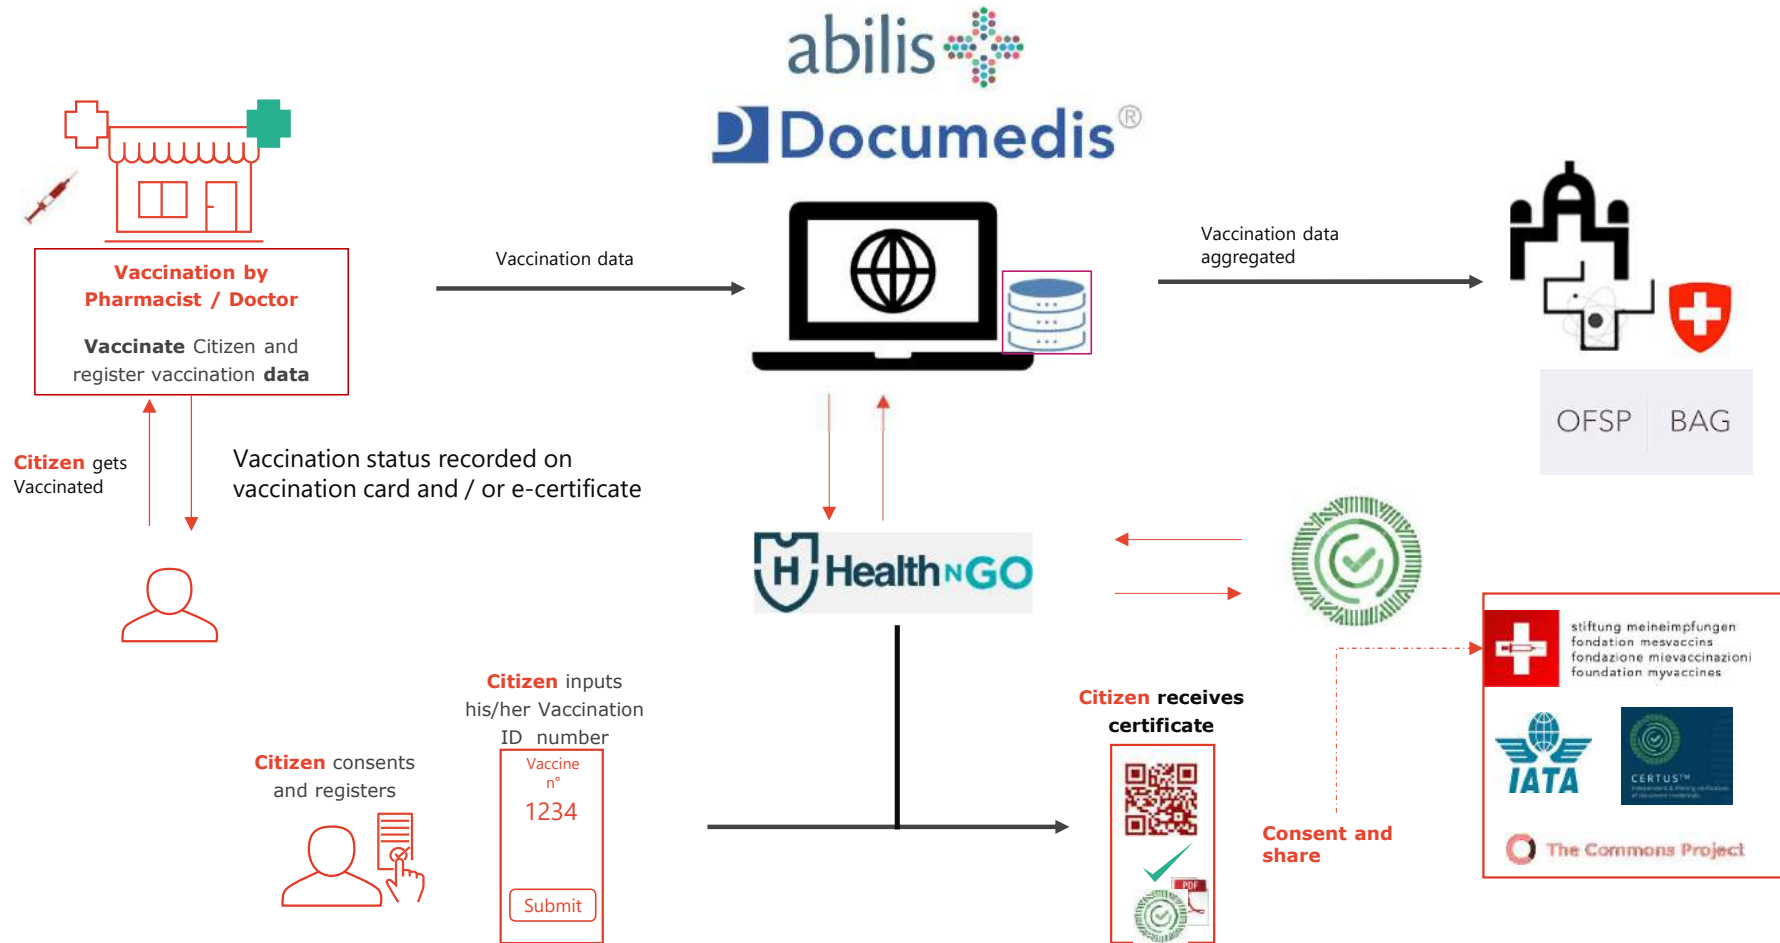 abilis
Documedis®
Vaccination by
Pharmacist / Doctor
Vaccinate Citizen and
register vaccination data
Vaccination data
Vaccination data
aggregated
OFSP
BAG
Citizen gets
Vaccinated
Vaccination status recorded on
vaccination card and / or e-certificate
H
Health N GO
stiftung meineimpfungen
fondation mesvaccins
fondazione mievaccinazioni
foundation myvaccines
IATA
CERTUS™
The Commons Project
Citizen consents
and registers
Citizen inputs
his/her Vaccination
ID number
Vaccine
n°
1234
Submit
Citizen receives
certificate
PDF
Consent and
share